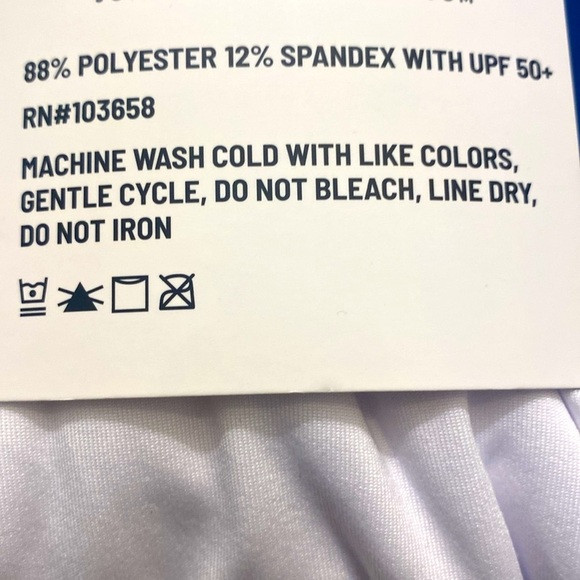 88% POLYESTER 12% SPANDEX WITH UPF 50+
RN#103658
MACHINE WASH COLD WITH LIKE COLORS,
GENTLE CYCLE, DO NOT BLEACH, LINE DRY,
DO NOT IRON